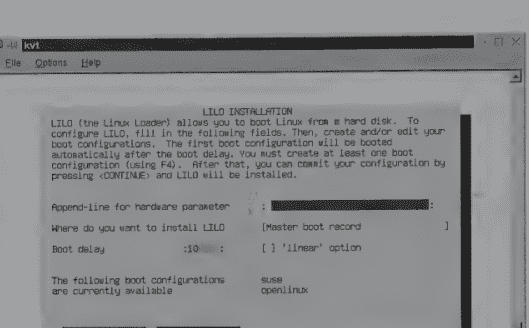 kvt
File Options Help
LILO INSTALLATION
LILO (the Linux Loader) allows you to boot Linux from a hard disk. To
configure LILO, fill in the following fields. Then, create and/or edit your
boot configurations. The first boot configuration will be booted
automatically after the boot delay. You must create at least one boot
configuration (using F4). After that, you can commit your configuration by
pressing <CONTINUE> and LILO will be installed.
Append-line for hardware parameter : :
Where do you want to install LILO [Master boot record ]
Boot delay :10 : [ ] 'linear' option
The following boot configurations suse
are currently available openlinux